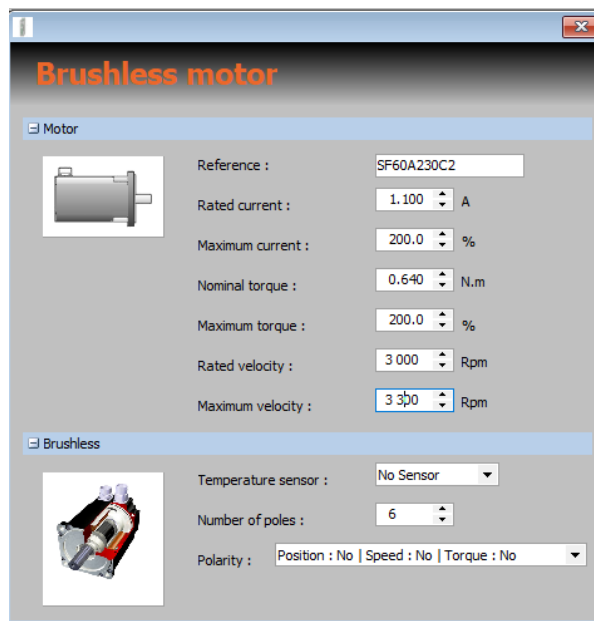 Brushless motor
Motor
Reference : SF60A230C2
Rated current : 1.100 A
Maximum current : 200.0 %
Nominal torque : 0.640 N.m
Maximum torque : 200.0 %
Rated velocity : 3 000 Rpm
Maximum velocity : 3 300 Rpm
Brushless
Temperature sensor : No Sensor
Number of poles : 6
Polarity : Position : No | Speed : No | Torque : No